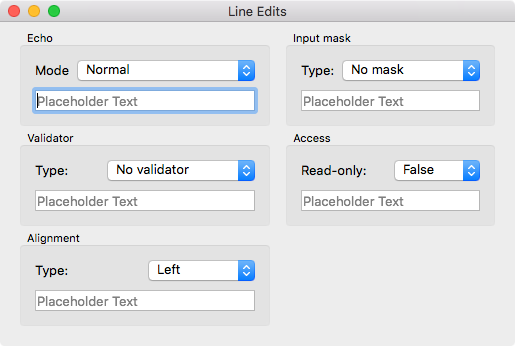 Line Edits
Echo
Mode Normal
Placeholder Text
Input mask
Type: No mask
Placeholder Text
Validator
Type: No validator
Placeholder Text
Access
Read-only: False
Placeholder Text
Alignment
Type: Left
Placeholder Text